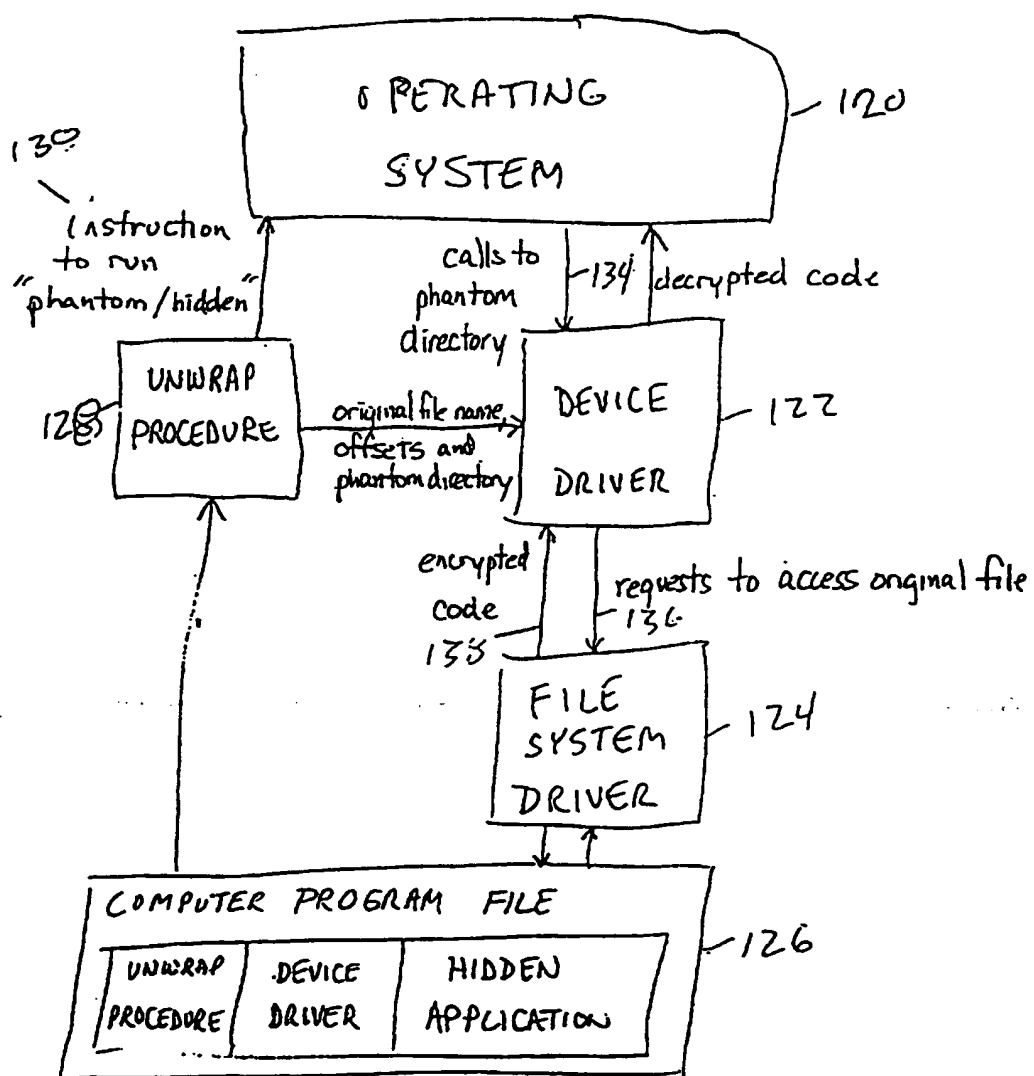 OPERATING
SYSTEM
120
130
instruction
to run
"phantom/hidden"
calls to
phantom
directory
134
decrypted code
UNWRAP
PROCEDURE
128
original file name,
offsets and
phantom directory
DEVICE
DRIVER
122
encrypted
code
138
requests to access original file
136
FILE
SYSTEM
DRIVER
124
COMPUTER PROGRAM FILE
126
UNWRAP
PROCEDURE
DEVICE
DRIVER
HIDDEN
APPLICATION